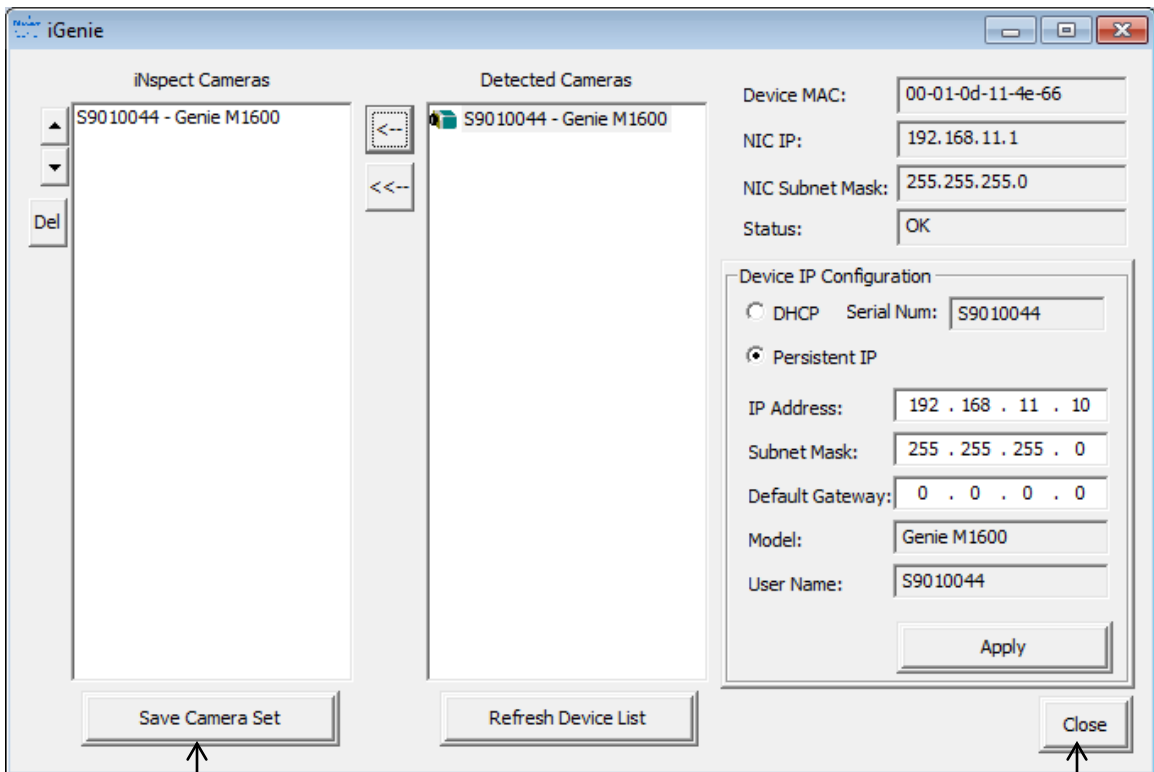 iGenie
iNspect Cameras
S9010044 - Genie M1600
Del
<--
<<--
Detected Cameras
S9010044 - Genie M1600
Device MAC: 00-01-0d-11-4e-66
NIC IP: 192.168.11.1
NIC Subnet Mask: 255.255.255.0
Status: OK
Device IP Configuration
DHCP Serial Num: S9010044
Persistent IP
IP Address: 192 . 168 . 11 . 10
Subnet Mask: 255 . 255 . 255 . 0
Default Gateway: 0 . 0 . 0 . 0
Model: Genie M1600
User Name: S9010044
Apply
Save Camera Set
Refresh Device List
Close